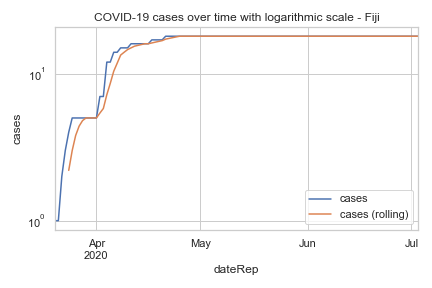 COVID-19 cases over time with logarithmic scale - Fiji
10¹
cases
10⁰
cases
cases (rolling)
Apr
2020
May
Jun
Jul
dateRep